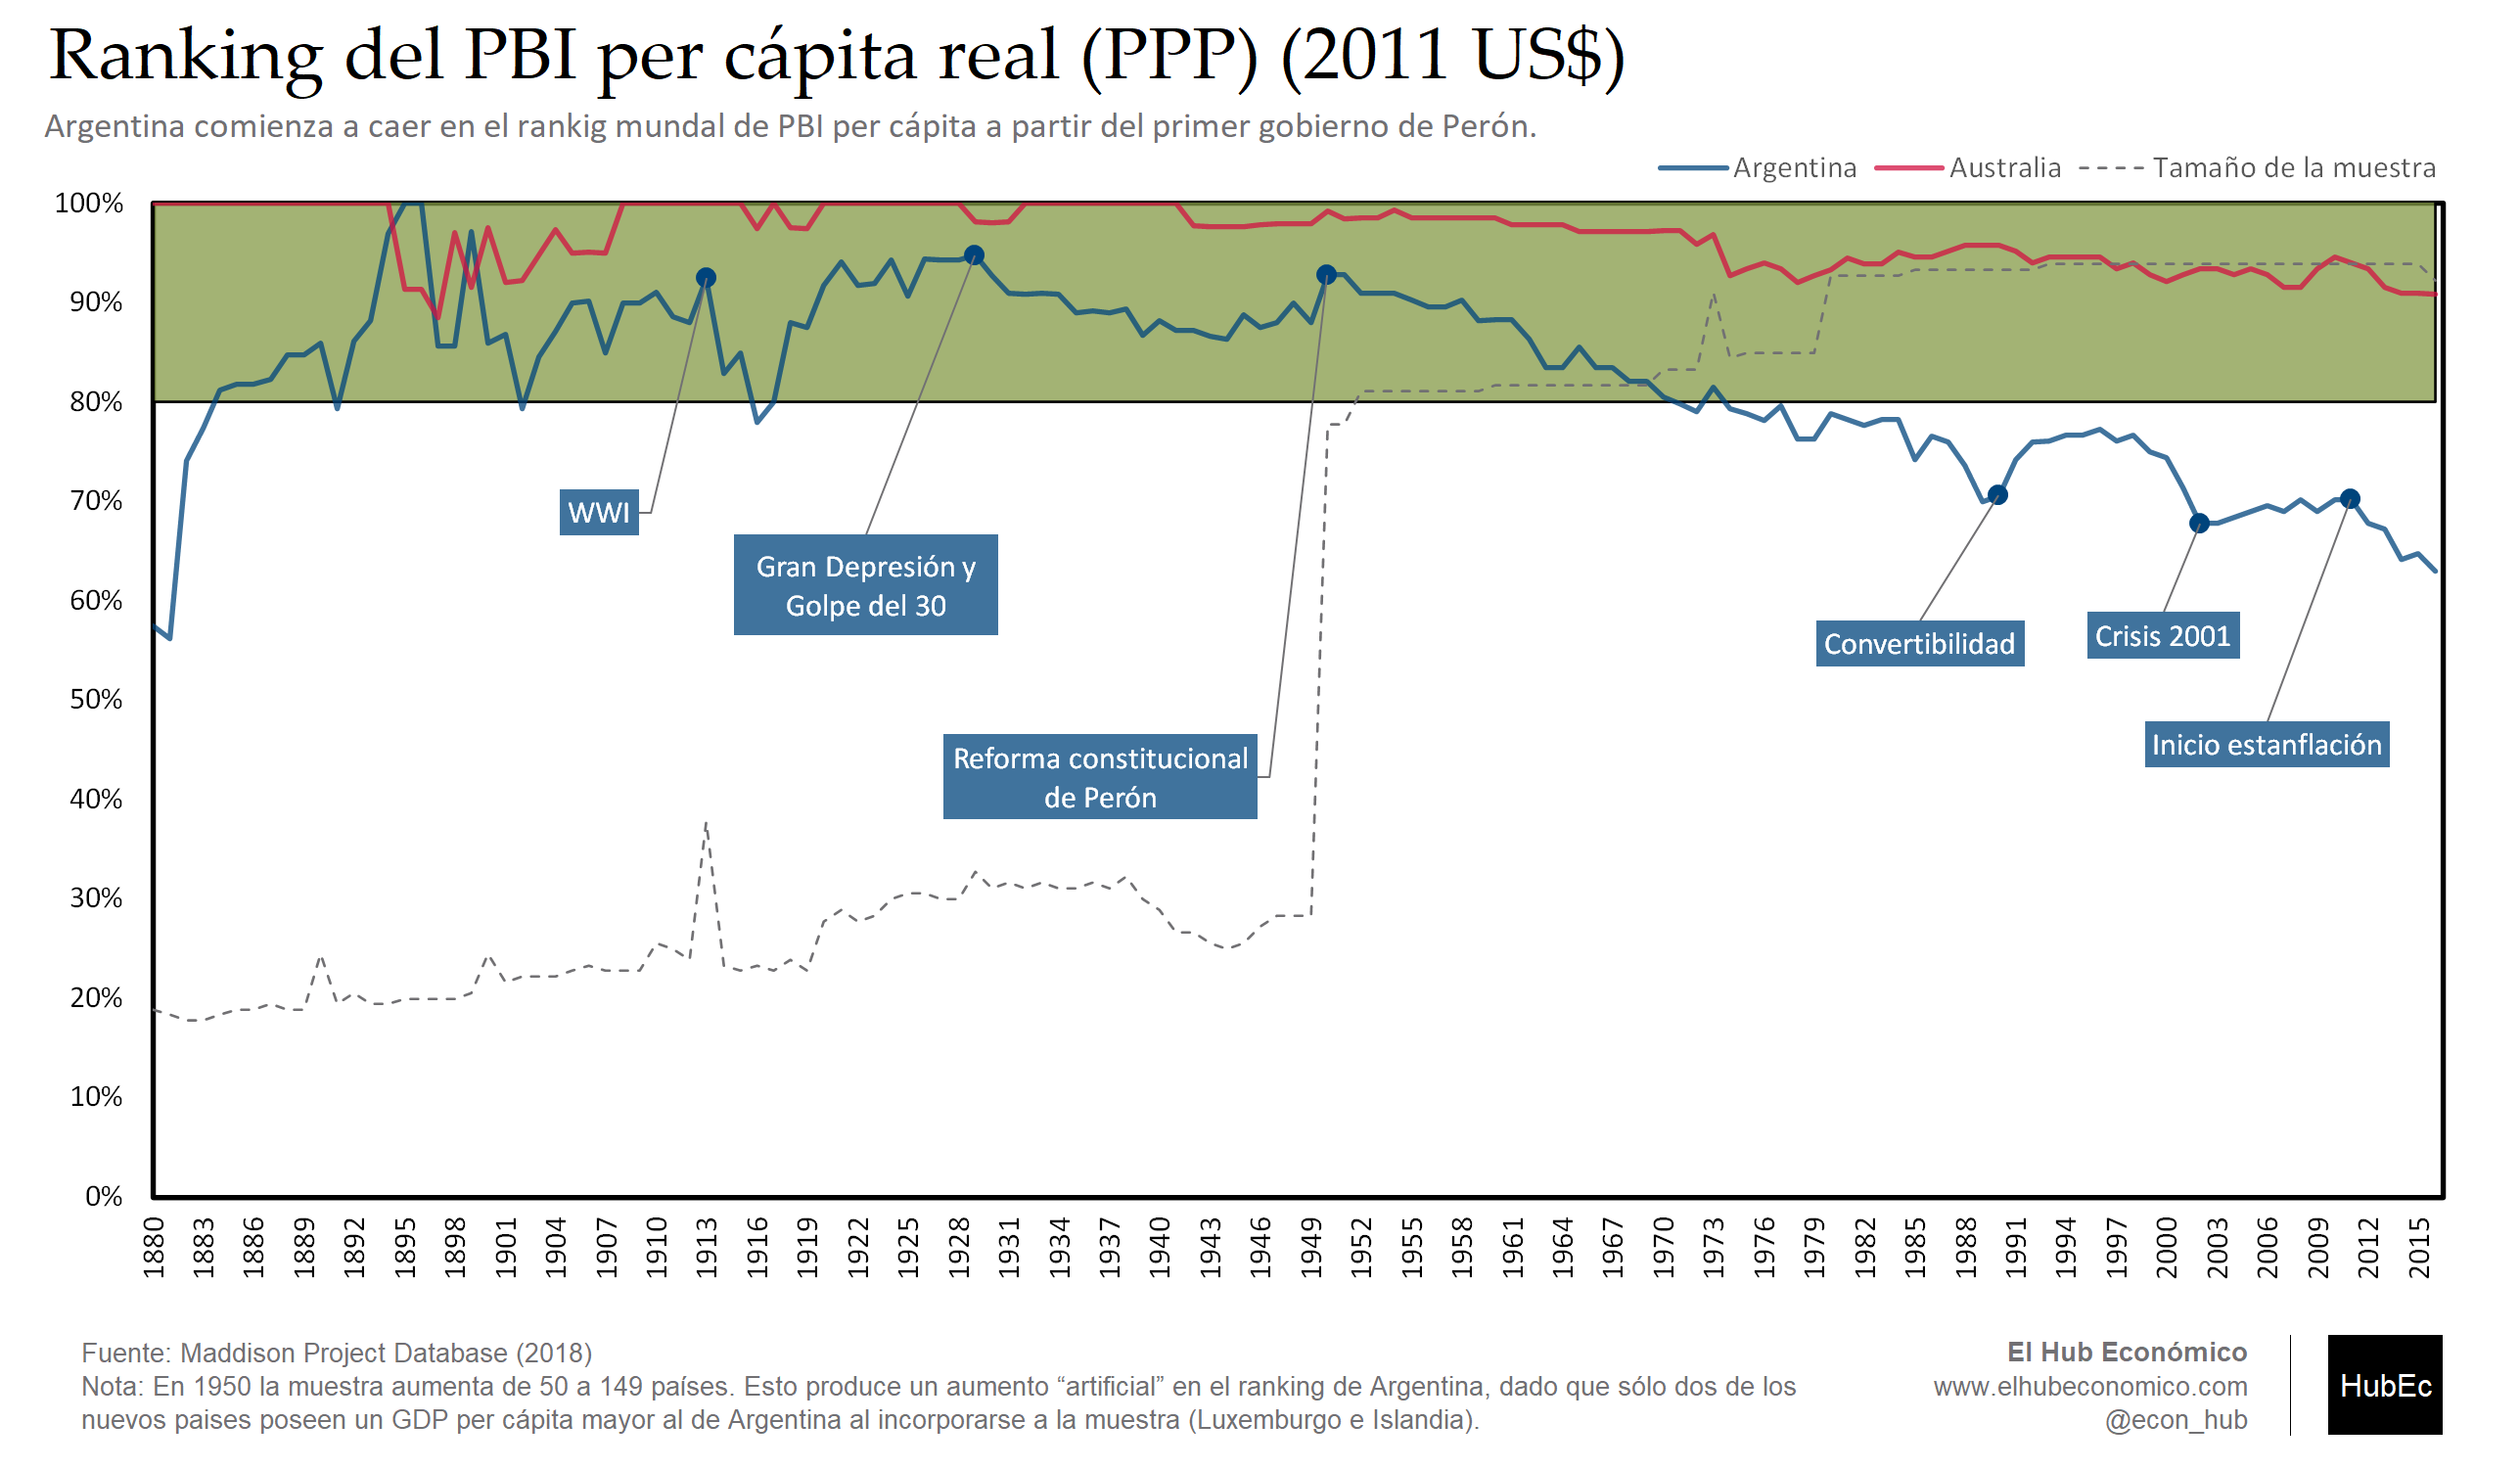 Ranking del PBI per cápita real (PPP) (2011 US$)
Argentina comienza a caer en el rankig mundal de PBI per cápita a partir del primer gobierno de Perón.
Argentina Australia Tamaño de la muestra
100%
90%
80%
70%
60%
50%
40%
30%
20%
10%
0%
WWI
Gran Depresión y
Golpe del 30
Reforma constitucional
de Perón
Convertibilidad
Crisis 2001
Inicio estanflación
1880 1883 1886 1889 1892 1895 1898 1901 1904 1907 1910 1913 1916 1919 1922 1925 1928 1931 1934 1937 1940 1943 1946 1949 1952 1955 1958 1961 1964 1967 1970 1973 1976 1979 1982 1985 1988 1991 1994 1997 2000 2003 2006 2009 2012 2015
Fuente: Maddison Project Database (2018)
Nota: En 1950 la muestra aumenta de 50 a 149 países. Esto produce un aumento “artificial” en el ranking de Argentina, dado que sólo dos de los
nuevos paises poseen un GDP per cápita mayor al de Argentina al incorporarse a la muestra (Luxemburgo e Islandia).
El Hub Económico
www.elhubeconomico.com
@econ_hub
HubEc